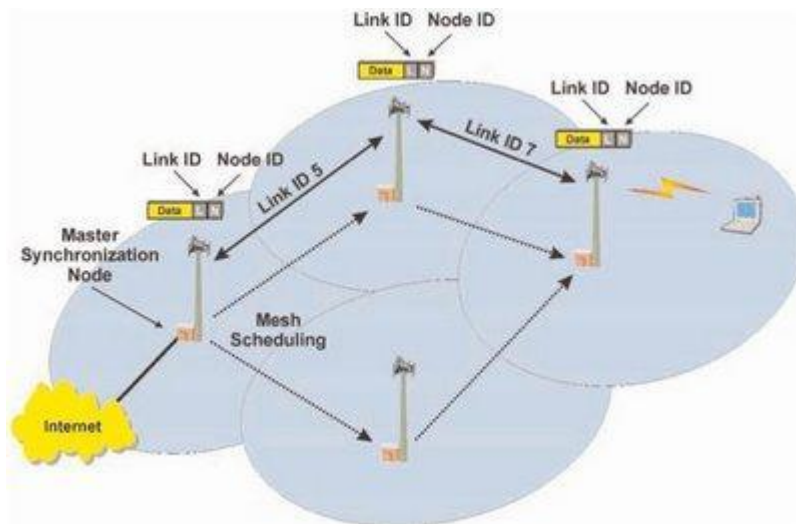 Link ID Node ID
Data L N
Link ID Node ID
Data L N
Link ID 7
Link ID Node ID
Data L N
Link ID 5
Master
Synchronization
Node
Mesh
Scheduling
Internet